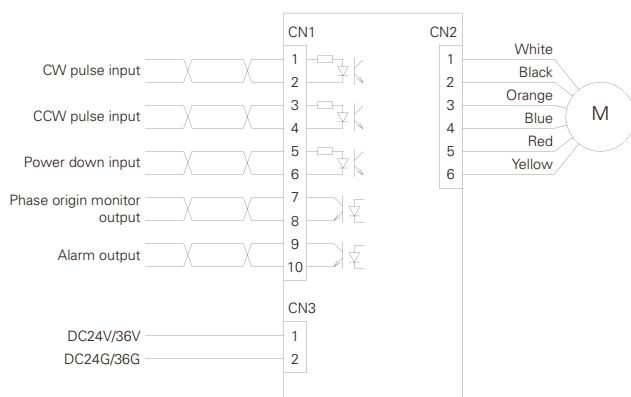 CN1
CN2
CW pulse input
1
2
CCW pulse input
3
4
Power down input
5
6
Phase origin monitor
output
7
8
Alarm output
9
10
1
White
2
Black
3
Orange
4
Blue
5
Red
6
Yellow
M
CN3
DC24V/36V
1
DC24G/36G
2